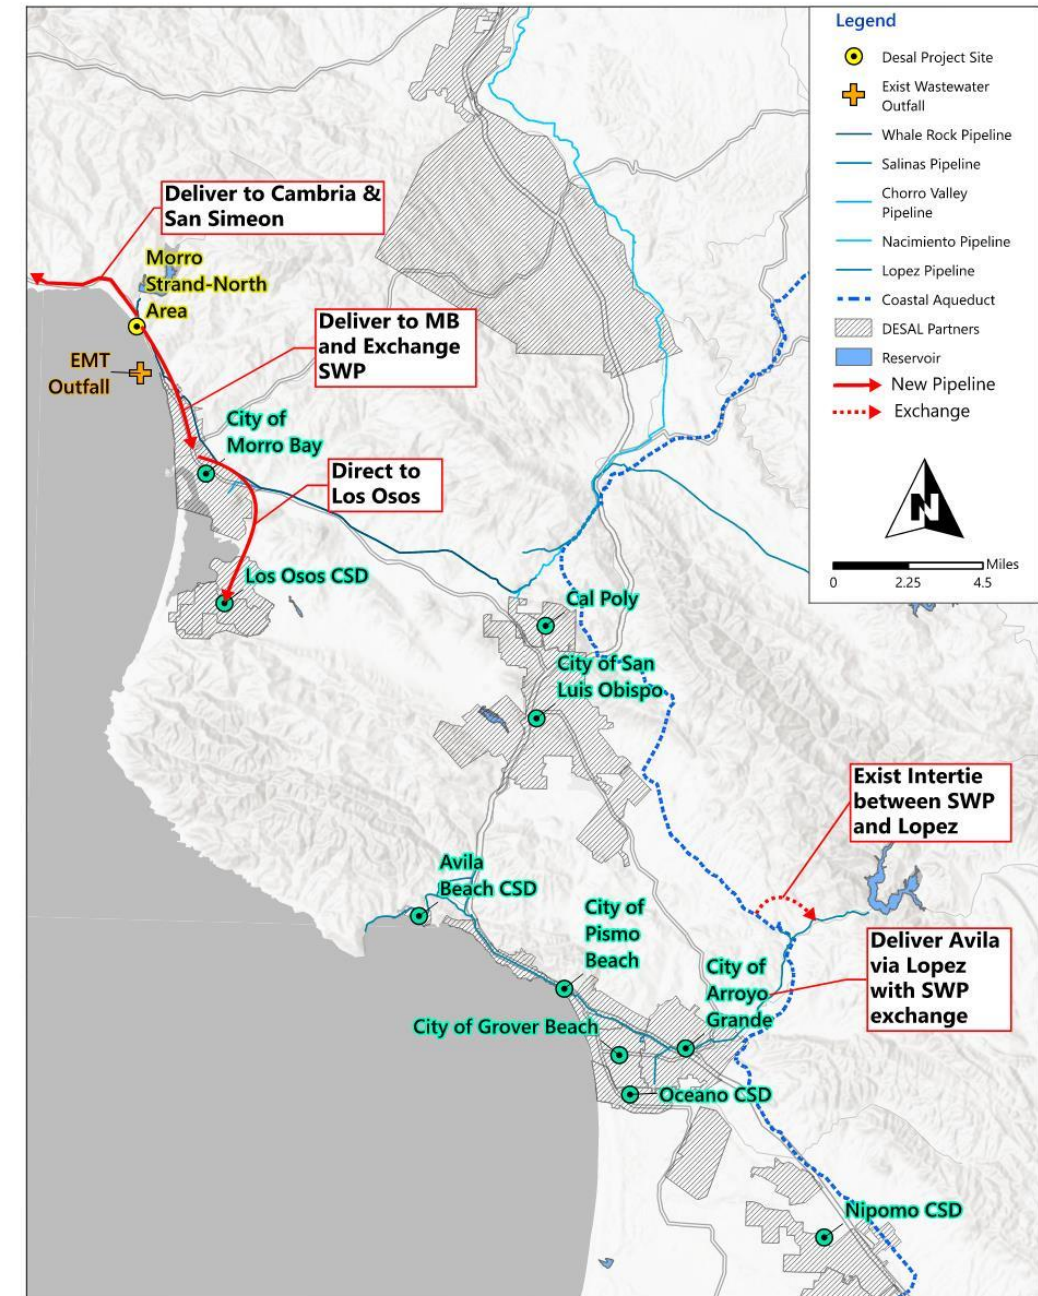 Legend
Desal Project Site
Exist Wastewater
Outfall
Whale Rock Pipeline
Salinas Pipeline
Chorro Valley
Pipeline
Nacimiento Pipeline
Lopez Pipeline
Coastal Aqueduct
DESAL Partners
Reservoir
New Pipeline
Exchange
N
Miles
0 2.25 4.5
Deliver to Cambria &
San Simeon
Morro
Strand-North
Area
Deliver to MB
and Exchange
SWP
EMT
Outfall
City of
Morro Bay
Direct to
Los Osos
Los Osos CSD
Cal Poly
City of San
Luis Obispo
Exist Intertie
between SWP
and Lopez
Avila
Beach CSD
City of
Pismo
Beach
Deliver Avila
via Lopez
with SWP
exchange
City of
Arroyo
Grande
City of Grover Beach
Oceano CSD
Nipomo CSD